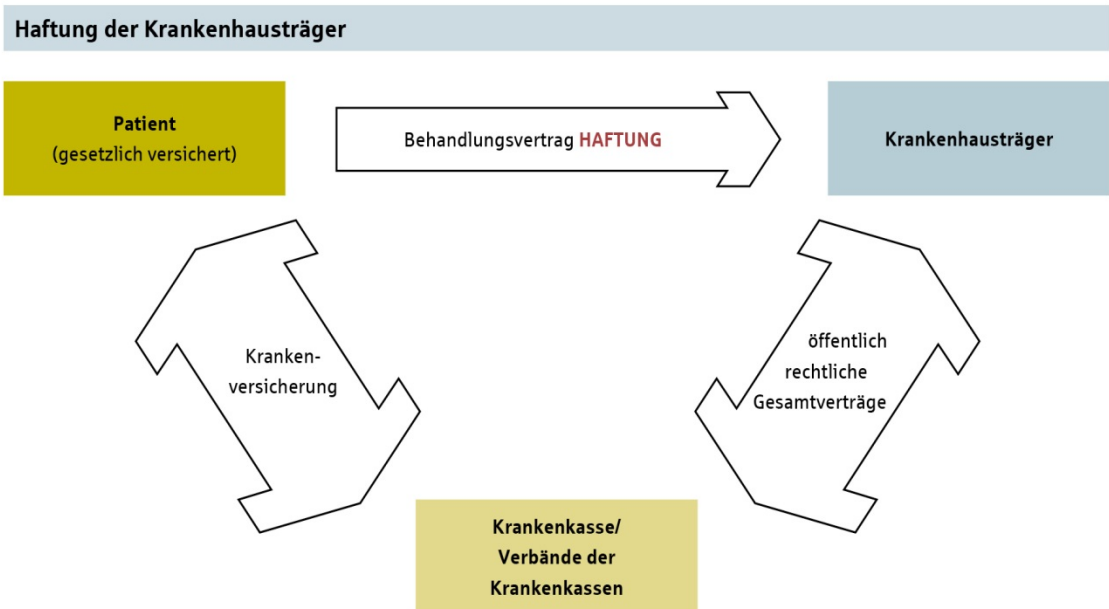 Haftung der Krankenhausträger
Patient
(gesetzlich versichert)
Behandlungsvertrag HAFTUNG
Krankenhausträger
Kranken-
versicherung
öffentlich
rechtliche
Gesamtverträge
Krankenkasse/
Verbände der
Krankenkassen